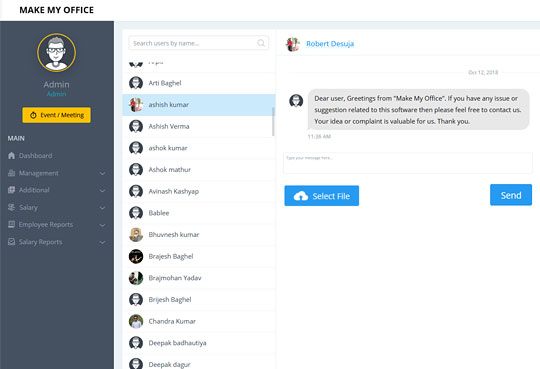 MAKE MY OFFICE
Admin
Admin
Event / Meeting
MAIN
Dashboard
Management
Additional
Salary
Employee Reports
Salary Reports
Search users by name...
Arti Baghel
ashish kumar
Ashish Verma
ashok kumar
Ashok mathur
Avinash Kashyap
Bablee
Bhuvnesh kumar
Brajesh Baghel
Brajmohan Yadav
Brijesh Baghel
Chandra Kumar
Deepak badhautiya
Deepak dagur
Robert Desuja
Oct 12, 2018
Dear user, Greetings from "Make My Office". If you have any issue or
suggestion related to this software then please feel free to contact us.
Your idea or complaint is valuable for us. Thank you.
11:36 AM
Type your message here...
Select File
Send